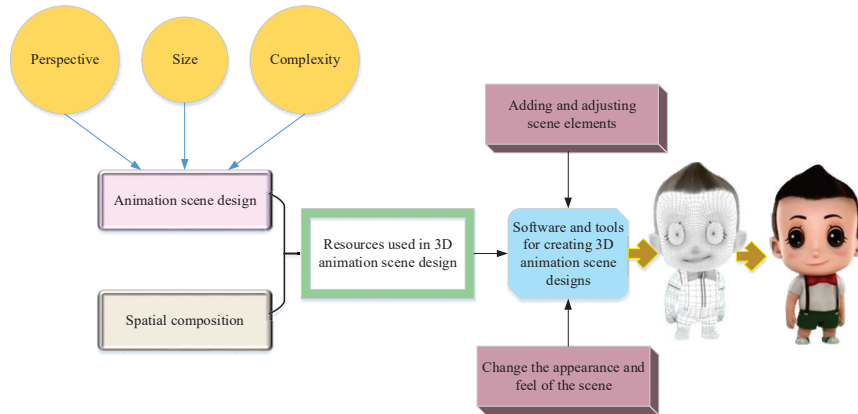 Perspective
Size
Complexity
Adding and adjusting
scene elements
Animation scene design
Resources used in 3D
animation scene design
Software and tools
for creating 3D
animation scene
designs
Spatial composition
Change the appearance and
feel of the scene